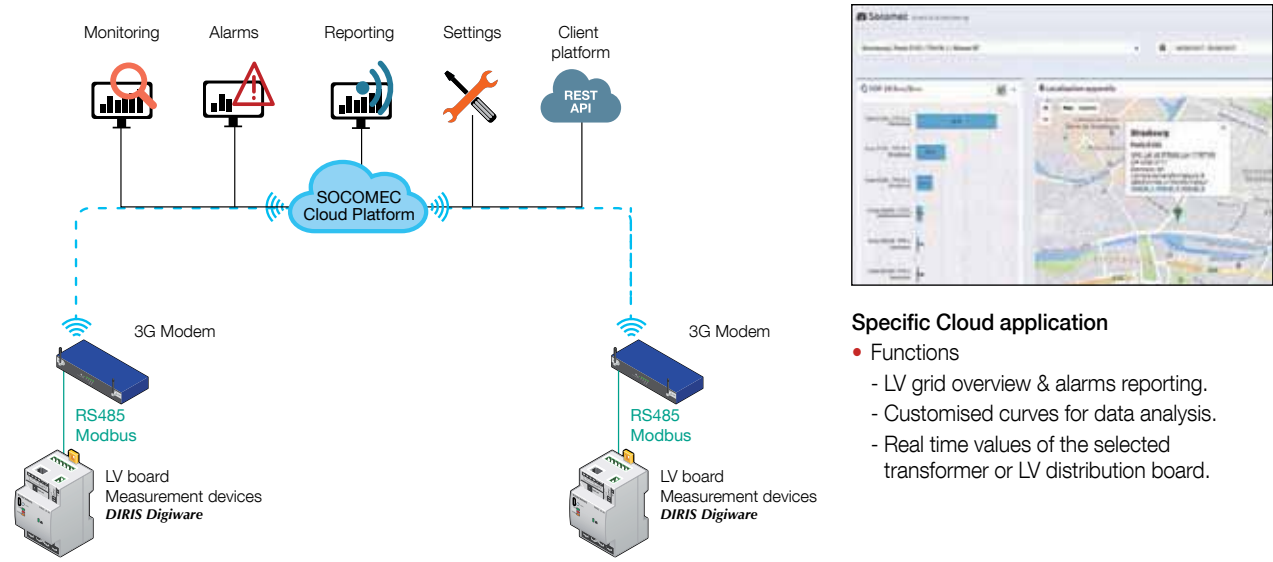 Monitoring
Alarms
Reporting
Settings
Client
platform
REST
API
SOCOMEC
Cloud Platform
3G Modem
RS485
Modbus
LV board
Measurement devices
DIRIS Digiware
3G Modem
RS485
Modbus
LV board
Measurement devices
DIRIS Digiware
Socomec
Strasbourg
Specific Cloud application
• Functions
- LV grid overview & alarms reporting.
- Customised curves for data analysis.
- Real time values of the selected
transformer or LV distribution board.